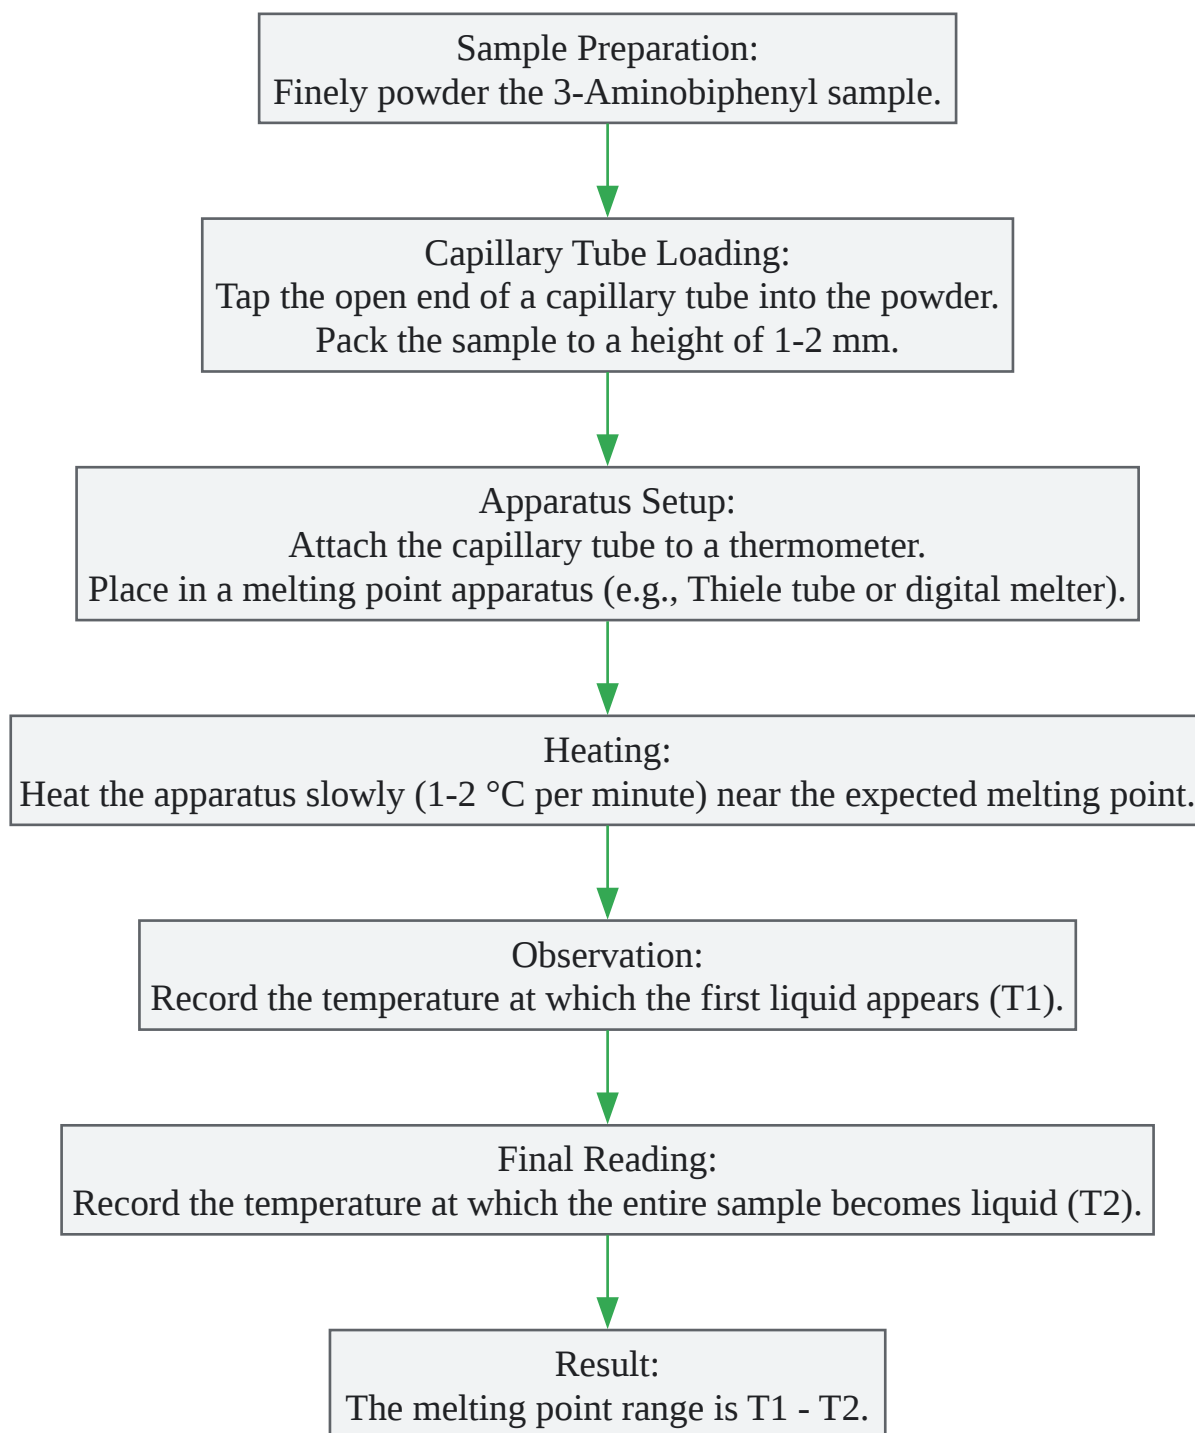 Sample Preparation:
Finely powder the 3-Aminobiphenyl sample.
Capillary Tube Loading:
Tap the open end of a capillary tube into the powder.
Pack the sample to a height of 1-2 mm.
Apparatus Setup:
Attach the capillary tube to a thermometer.
Place in a melting point apparatus (e.g., Thiele tube or digital melter).
Heating:
Heat the apparatus slowly (1-2 °C per minute) near the expected melting point.
Observation:
Record the temperature at which the first liquid appears (T1).
Final Reading:
Record the temperature at which the entire sample becomes liquid (T2).
Result:
The melting point range is T1 - T2.